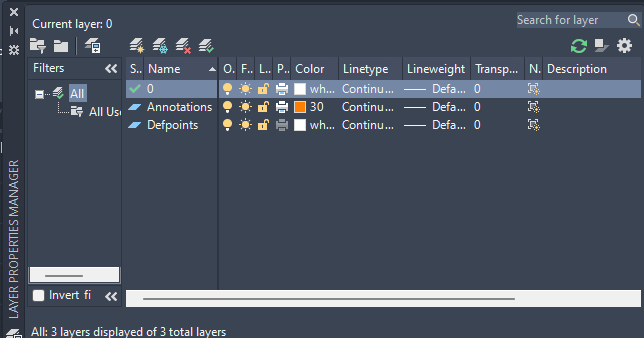 Current layer: 0
Search for layer
Filters
S.. Name O. F.. L.. P.. Color Linetype Lineweight Transp... N.. Description
All
0 wh... Continu... Defa... 0
Annotations 30 Continu... Defa... 0
All Use
Defpoints wh... Continu... Defa... 0
Invert fi
LAYER PROPERTIES MANAGER
All: 3 layers displayed of 3 total layers